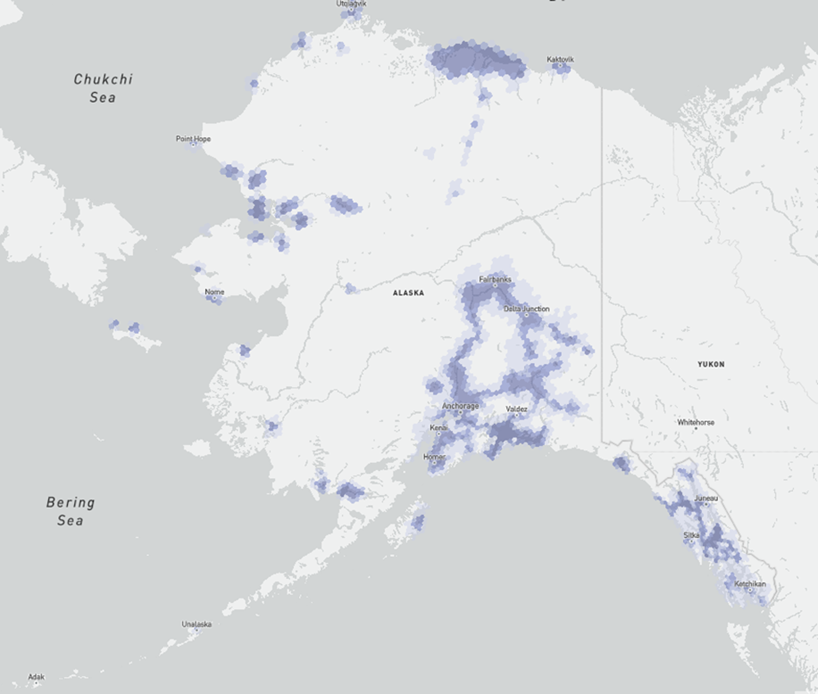 Utqiagvik
Kaktovik
Chukchi
Sea
Point Hope
Fairbanks
Nome
ALASKA
Delta Junction
YUKON
Anchorage
Valdez
Kenai
Whitehorse
Homer
Bering
Sea
Juneau
Sitka
Ketchikan
Unalaska
Adak